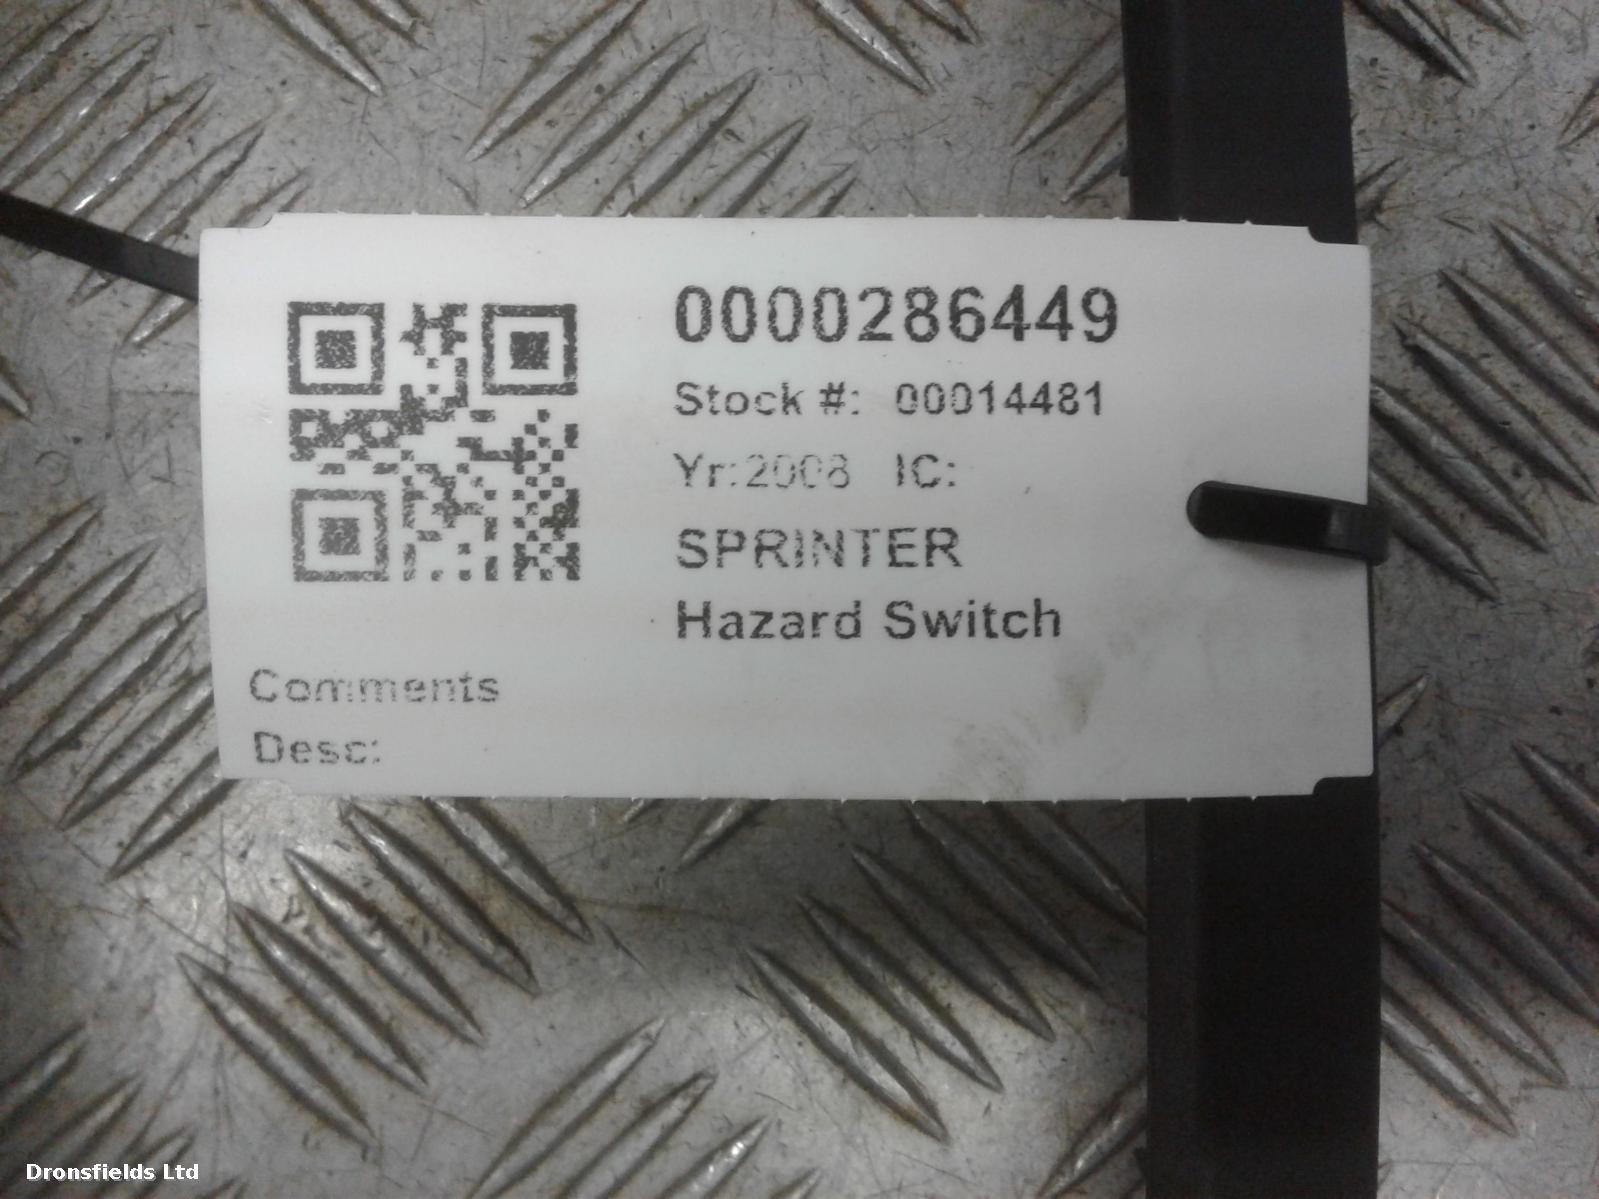 0000286449
Stock #: 00014481
Yr:2008 IC:
SPRINTER
Hazard Switch
Comments
Desc:
Dronsfields Ltd